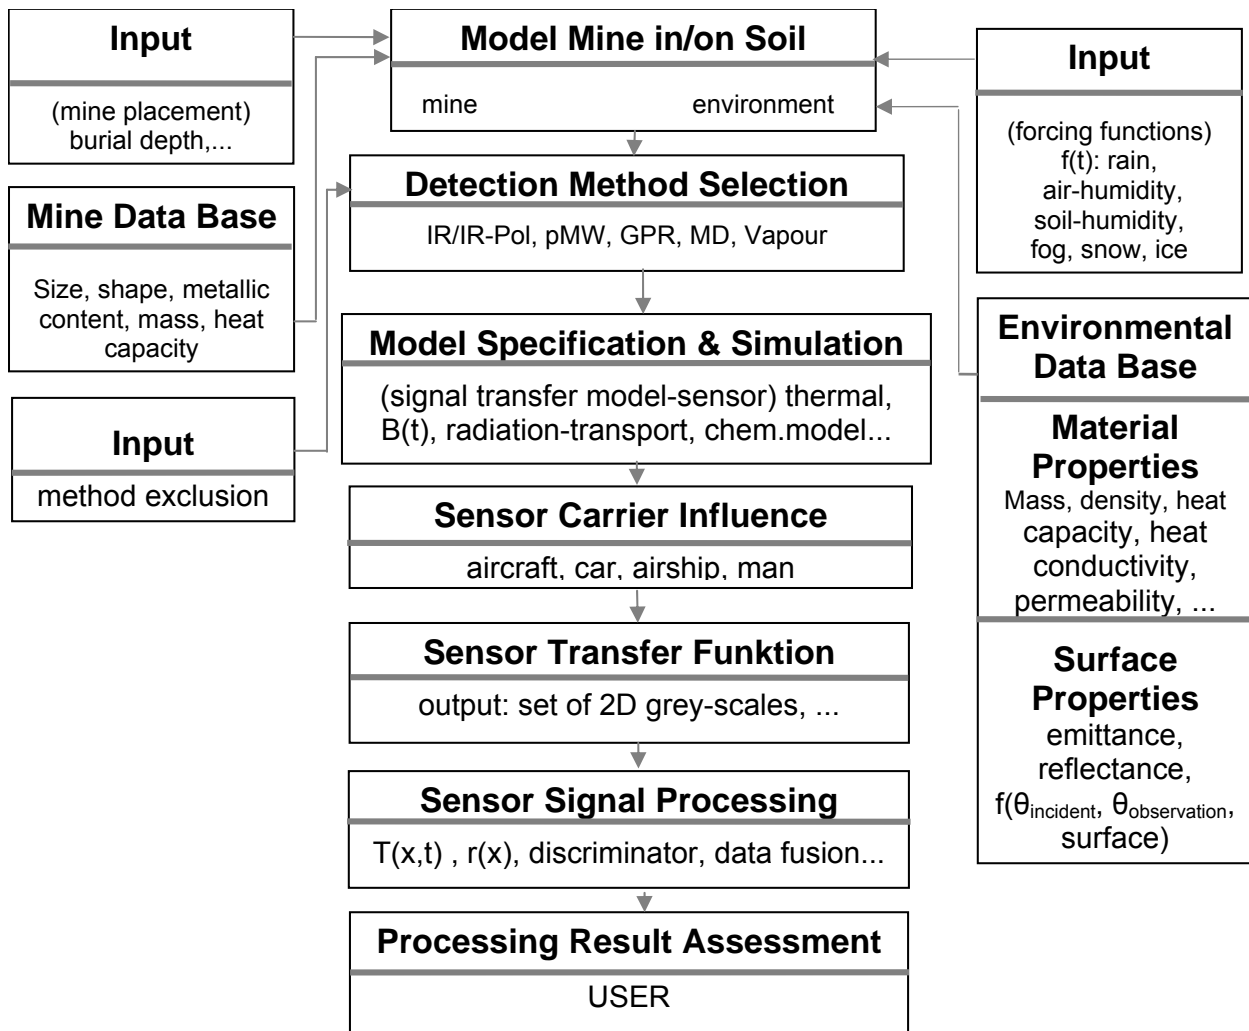 Input
(mine placement)
burial depth,...
Mine Data Base
Size, shape, metallic
content, mass, heat
capacity
Input
method exclusion
Model Mine in/on Soil
mine environment
Detection Method Selection
IR/IR-Pol, pMW, GPR, MD, Vapour
Model Specification & Simulation
(signal transfer model-sensor) thermal,
B(t), radiation-transport, chem.model...
Sensor Carrier Influence
aircraft, car, airship, man
Sensor Transfer Funktion
output: set of 2D grey-scales, ...
Sensor Signal Processing
T(x,t) , r(x), discriminator, data fusion...
Processing Result Assessment
USER
Input
(forcing functions)
f(t): rain,
air-humidity,
soil-humidity,
fog, snow, ice
Environmental
Data Base
Material
Properties
Mass, density, heat
capacity, heat
conductivity,
permeability, ...
Surface
Properties
emittance,
reflectance,
f(θincident, θobservation,
surface)